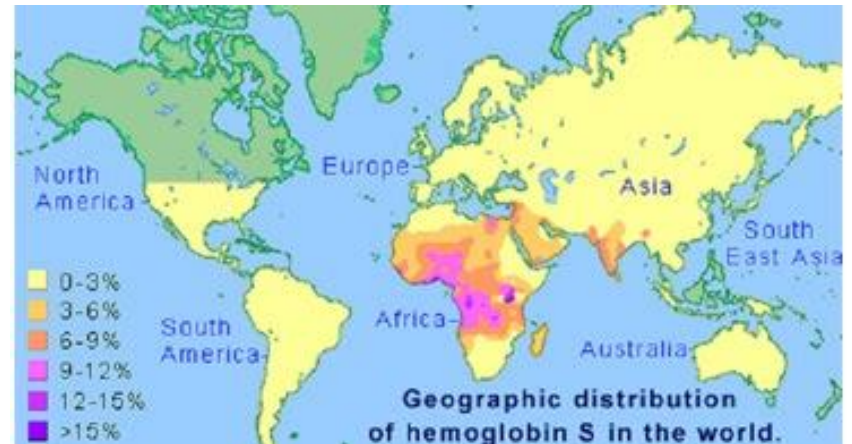 Europe
North
America
Asia
South
East Asia
0-3%
3-6%
6-9%
9-12%
12-15%
>15%
South
America
Africa
Australia
Geographic distribution
of hemoglobin S in the world.